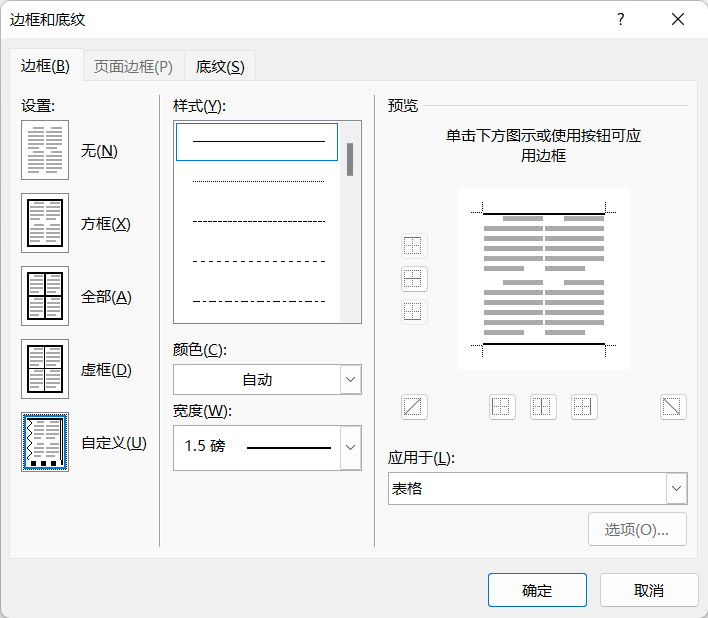 边框和底纹
?
边框(B)
页面边框(P)
底纹(S)
设置:
无(N)
方框(X)
全部(A)
虚框(D)
自定义(U)
样式(Y):
颜色(C):
自动
宽度(W):
1.5 磅
预览
单击下方图示或使用按钮可应
用边框
应用于(L):
表格
选项(O)...
确定
取消